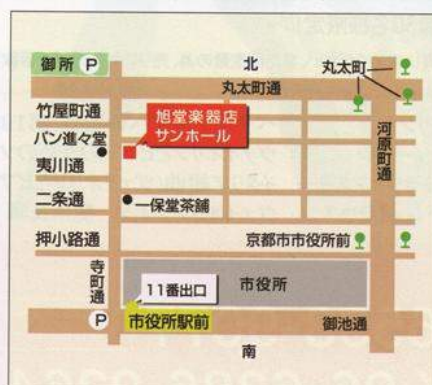 御所 P
北
丸太町
丸太町通
竹屋町通
旭堂楽器店
サンホール
パン進々堂
夷川通
河原町通
二条通
一保堂茶舗
押小路通
京都市市役所前
寺町通
11番出口
市役所
P
市役所駅前
御池通
南